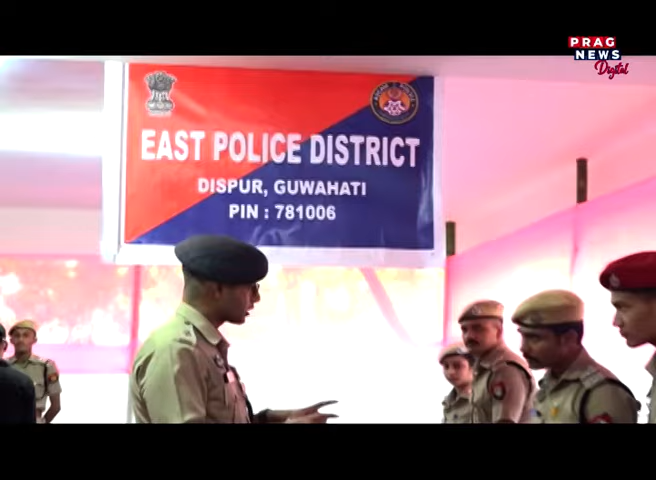 PRAG
NEWS
Digital
EAST POLICE DISTRICT
DISPUR, GUWAHATI
PIN : 781006